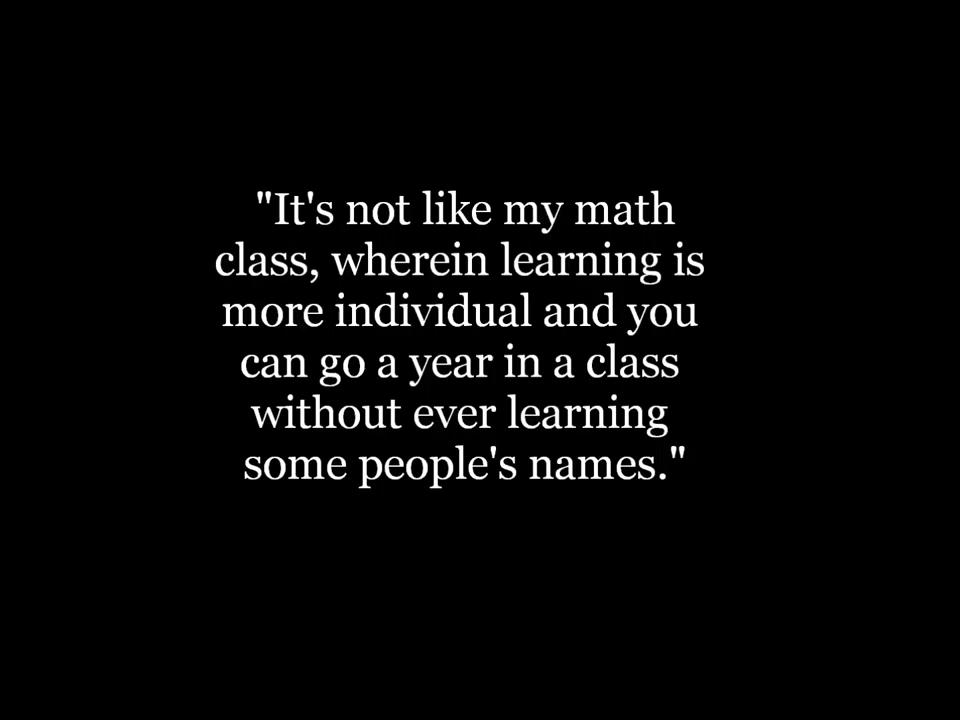 "It's not like my math
class, wherein learning is
more individual and you
can go a year in a class
without ever learning
some people's names."